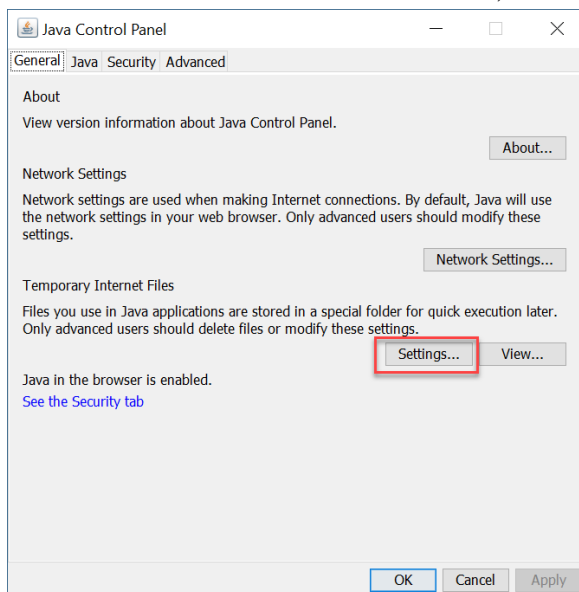 Java Control Panel
General Java Security Advanced
About
View version information about Java Control Panel.
About...
Network Settings
Network settings are used when making Internet connections. By default, Java will use
the network settings in your web browser. Only advanced users should modify these
settings.
Network Settings...
Temporary Internet Files
Files you use in Java applications are stored in a special folder for quick execution later.
Only advanced users should delete files or modify these settings.
Settings... View...
Java in the browser is enabled.
See the Security tab
OK Cancel Apply